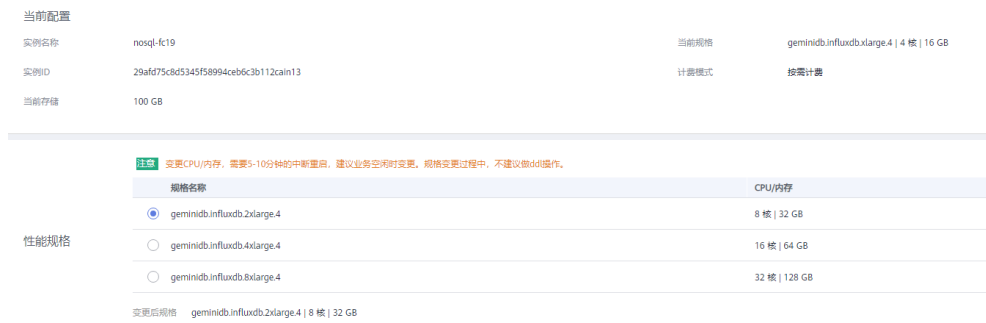 当前配置
实例名称 nosql-fc19 当前规格 geminidb.influxdb.xlarge.4 | 4 核 | 16 GB
实例ID 29afd75c8d5345f58994ceb6c3b112cain13 计费模式 按需计费
当前存储 100 GB
注意 变更CPU/内存，需要5-10分钟的中断重启，建议业务空闲时变更。规格变更过程中，不建议做ddl操作。
规格名称 CPU/内存
geminidb.influxdb.2xlarge.4 8 核 | 32 GB
性能规格
geminidb.influxdb.4xlarge.4 16 核 | 64 GB
geminidb.influxdb.8xlarge.4 32 核 | 128 GB
变更后规格 geminidb.influxdb.2xlarge.4 | 8 核 | 32 GB